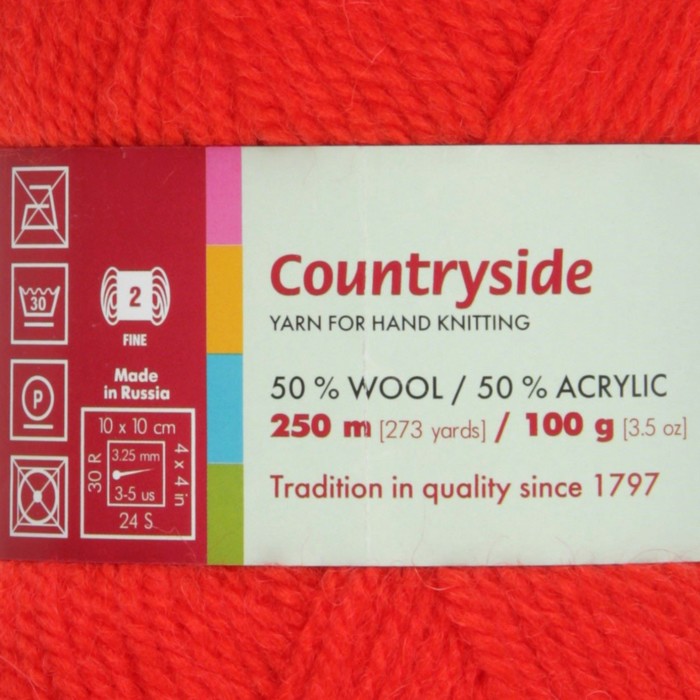 30
2
FINE
Made
in Russia
P
10 x 10 cm
30 R
3.25 mm
3-5 us
4 x 4 in
24 S
Countryside
YARN FOR HAND KNITTING
50 % WOOL / 50 % ACRYLIC
250 m [273 yards] / 100 g [3.5 oz]
Tradition in quality since 1797